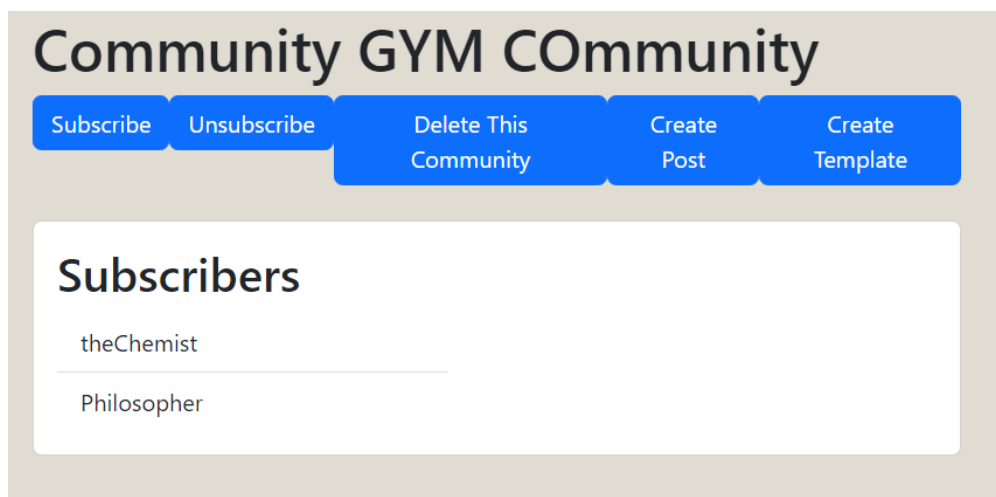 Community GYM COmmunity
Subscribe Unsubscribe Delete This Create Create
Community Post Template
Subscribers
theChemist
Philosopher